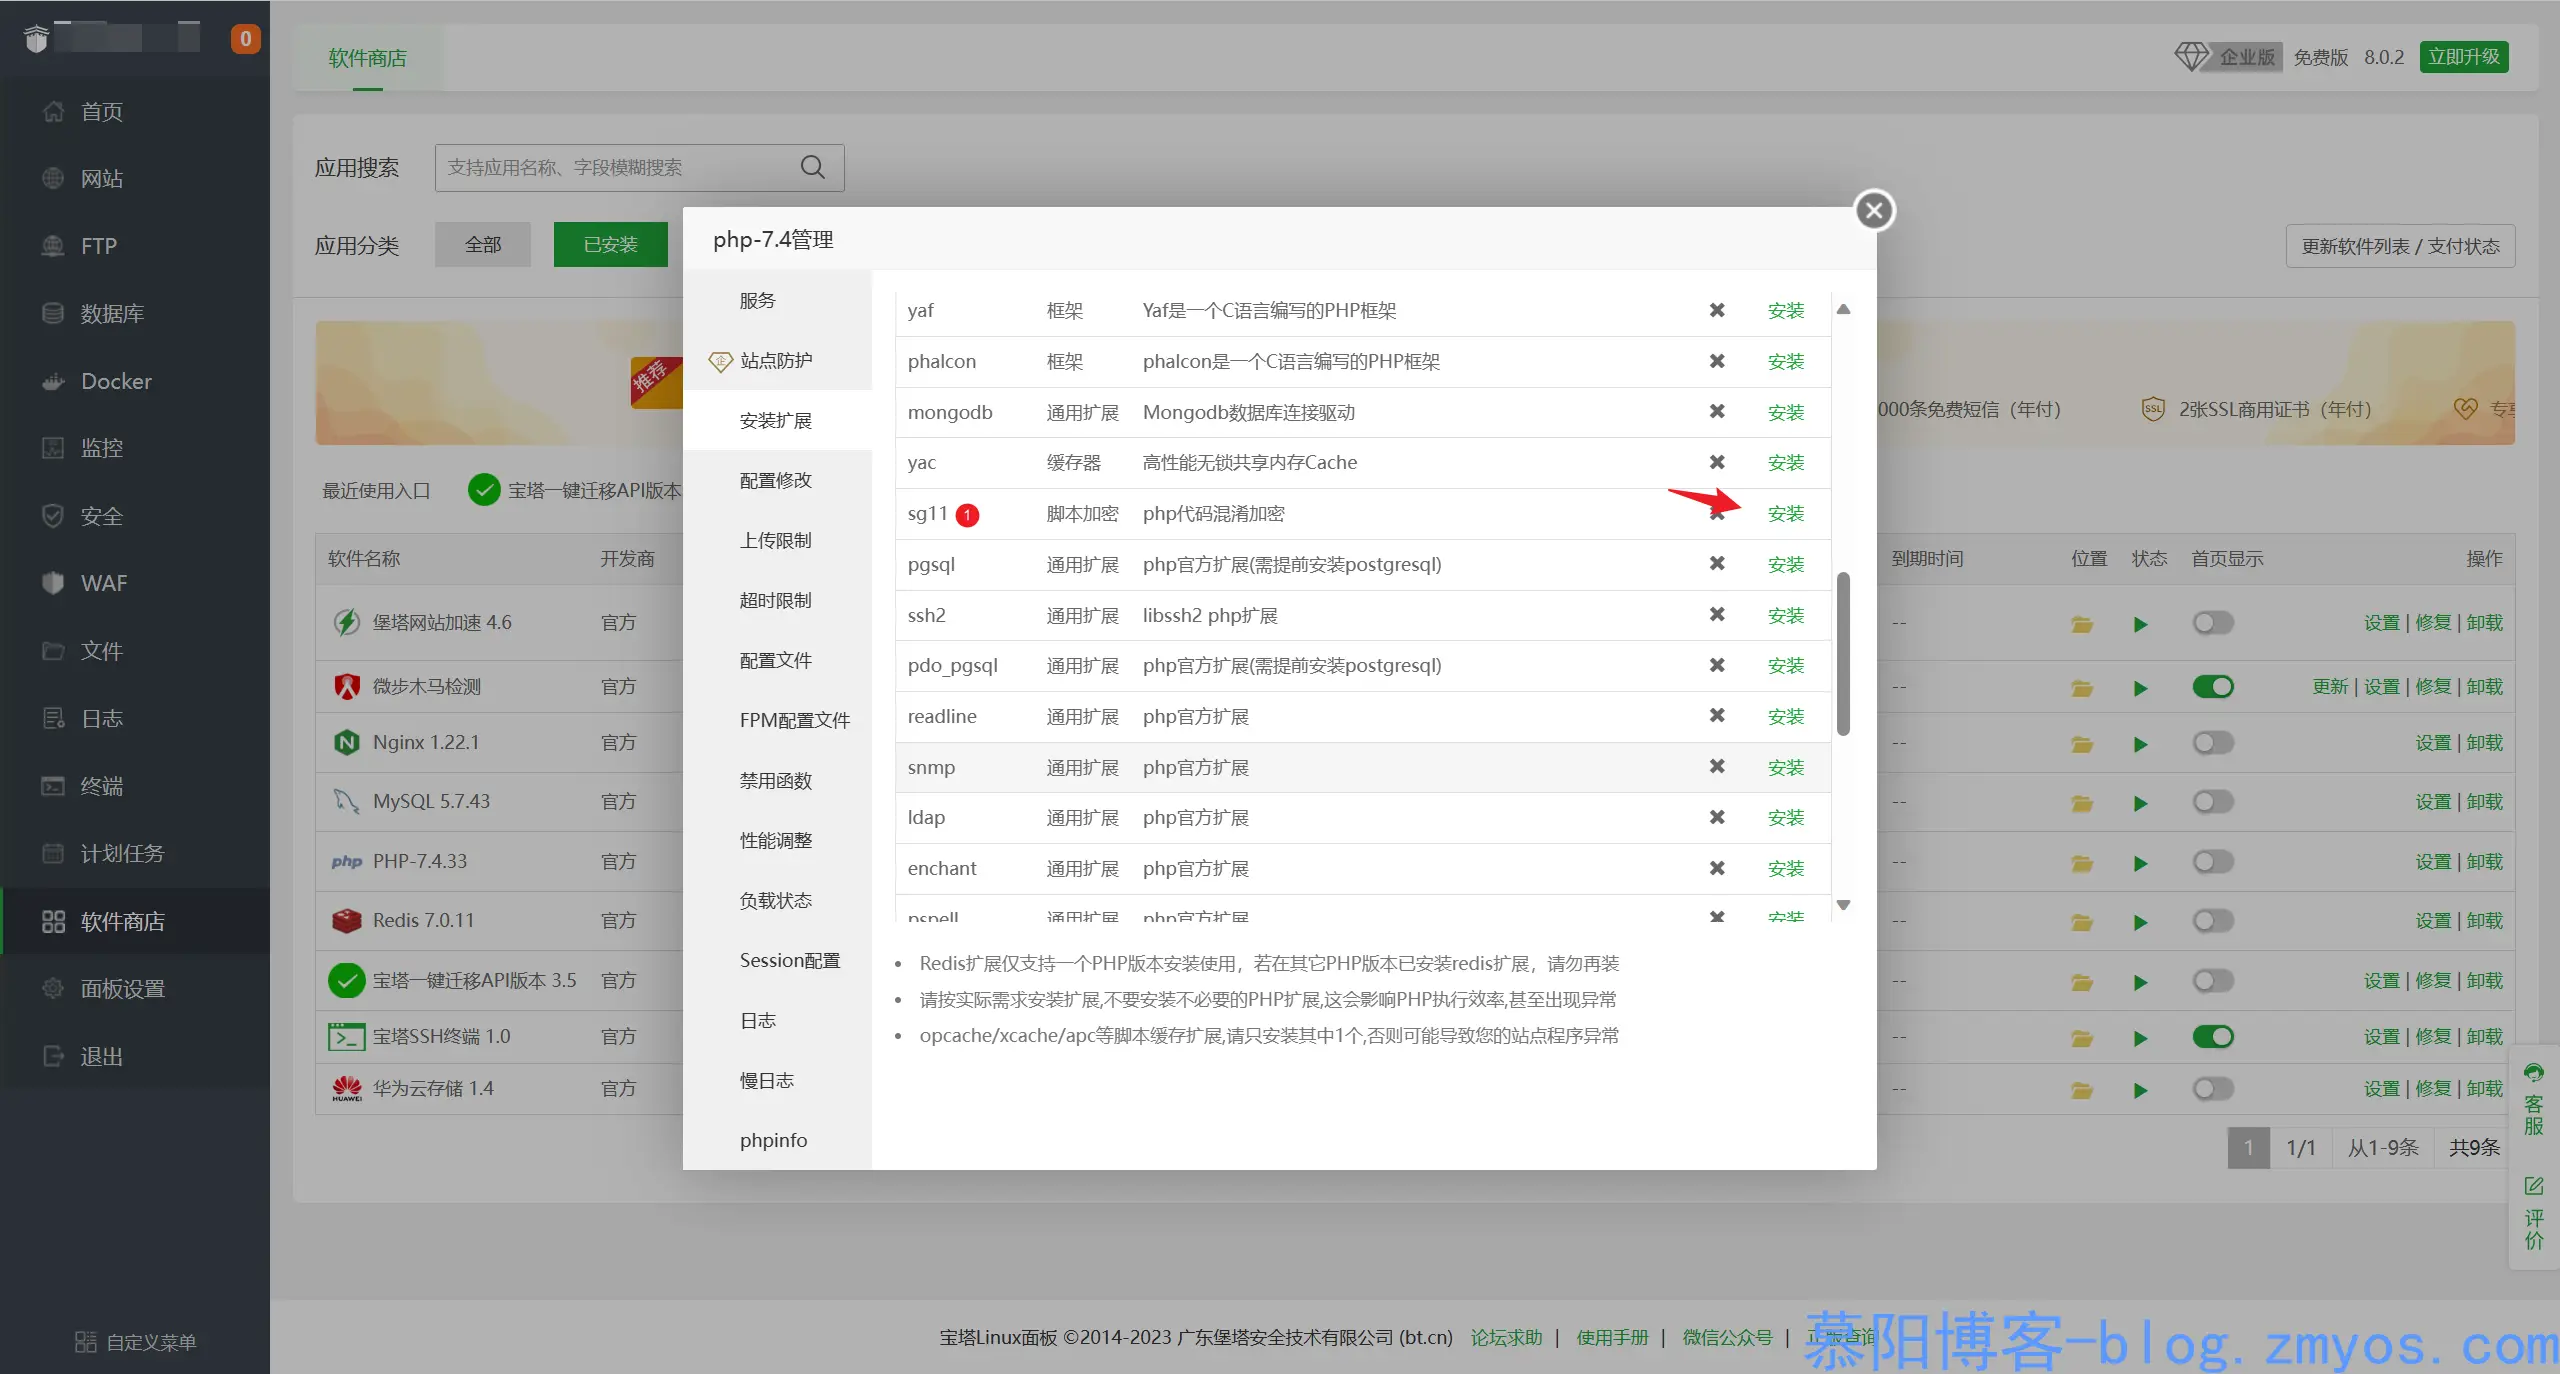 0
首页
网站
FTP
数据库
Docker
监控
安全
WAF
文件
日志
终端
计划任务
软件商店
面板设置
退出
自定义菜单
软件商店
企业版 免费版 8.0.2 立即升级
应用搜索 支持应用名称、字段模糊搜索
应用分类 全部 已安装
更新软件列表 / 支付状态
推荐
000条免费短信（年付） SSL 2张SSL商用证书（年付） 专享
最近使用入口 宝塔一键迁移API版本
软件名称 开发商 到期时间 位置 状态 首页显示 操作
堡塔网站加速 4.6 官方 -- 设置 | 修复 | 卸载
微步木马检测 官方 -- 更新 | 设置 | 修复 | 卸载
Nginx 1.22.1 官方 -- 设置 | 卸载
MySQL 5.7.43 官方 -- 设置 | 卸载
php PHP-7.4.33 官方 -- 设置 | 卸载
Redis 7.0.11 官方 -- 设置 | 卸载
宝塔一键迁移API版本 3.5 官方 -- 设置 | 修复 | 卸载
宝塔SSH终端 1.0 官方 -- 设置 | 修复 | 卸载
HUAWEI 华为云存储 1.4 官方 -- 设置 | 修复 | 卸载
1 1/1 从1-9条 共9条
php-7.4管理
服务
企 站点防护
安装扩展
配置修改
上传限制
超时限制
配置文件
FPM配置文件
禁用函数
性能调整
负载状态
Session配置
日志
慢日志
phpinfo
yaf 框架 Yaf是一个C语言编写的PHP框架 安装
phalcon 框架 phalcon是一个C语言编写的PHP框架 安装
mongodb 通用扩展 Mongodb数据库连接驱动 安装
yac 缓存器 高性能无锁共享内存Cache 安装
sg11 1 脚本加密 php代码混淆加密 安装
pgsql 通用扩展 php官方扩展(需提前安装postgresql) 安装
ssh2 通用扩展 libssh2 php扩展 安装
pdo_pgsql 通用扩展 php官方扩展(需提前安装postgresql) 安装
readline 通用扩展 php官方扩展 安装
snmp 通用扩展 php官方扩展 安装
ldap 通用扩展 php官方扩展 安装
enchant 通用扩展 php官方扩展 安装
pspell 通用扩展 php官方扩展 安装
Redis扩展仅支持一个PHP版本安装使用，若在其它PHP版本已安装redis扩展，请勿再装
请按实际需求安装扩展,不要安装不必要的PHP扩展,这会影响PHP执行效率,甚至出现异常
opcache/xcache/apc等脚本缓存扩展,请只安装其中1个,否则可能导致您的站点程序异常
客服
评价
宝塔Linux面板 ©2014-2023 广东堡塔安全技术有限公司 (bt.cn) 论坛求助 | 使用手册 | 微信公众号 | 正版查询
慕阳博客-blog.zmyos.com